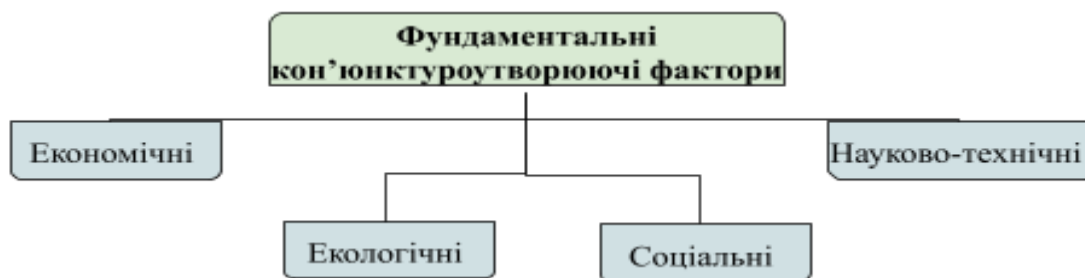 Фундаментальні
кон’юнктуроутворюючі фактори
Економічні
Науково-технічні
Екологічні
Соціальні